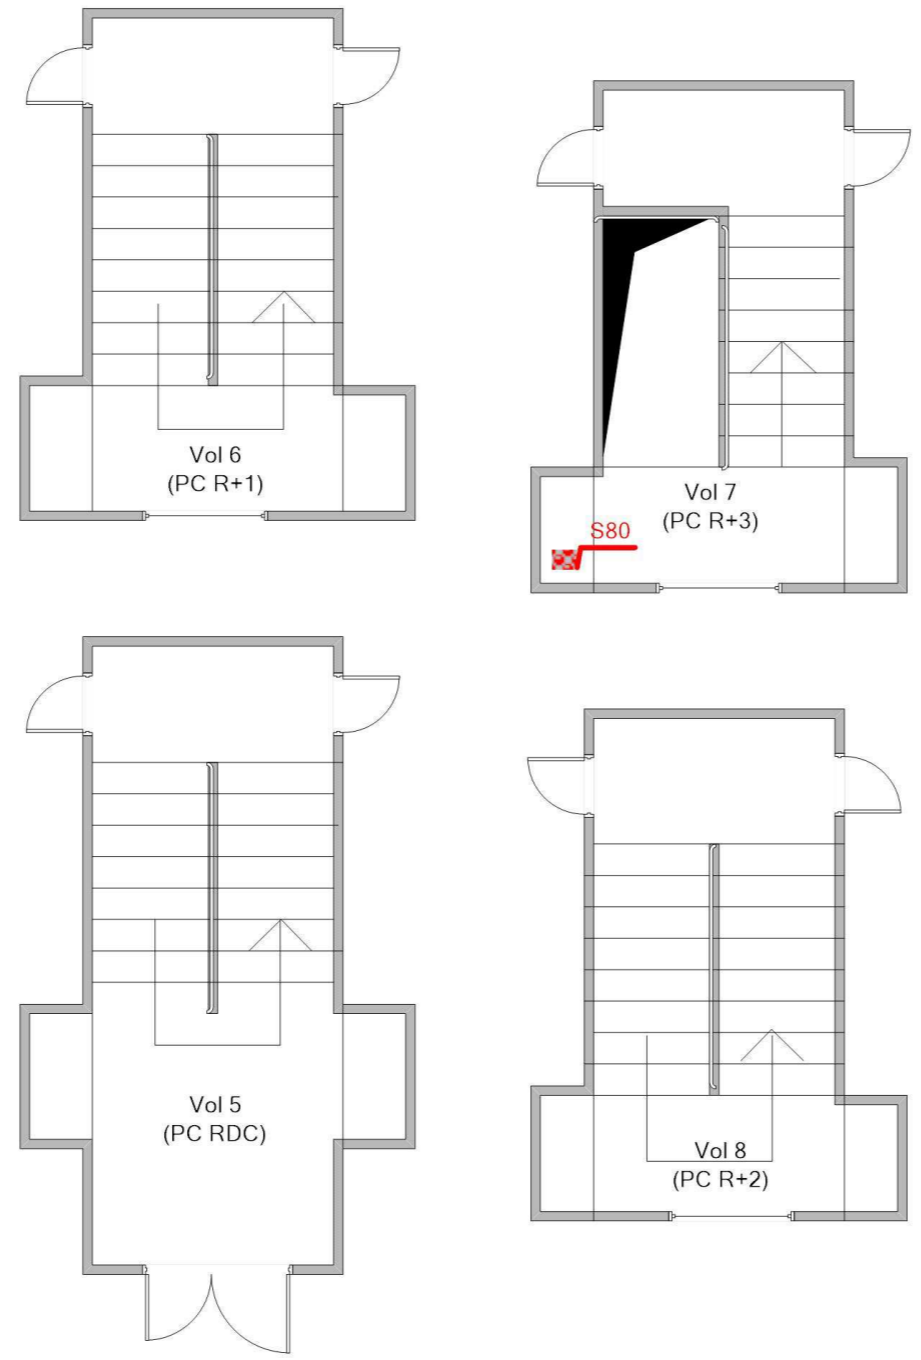 Vol 6
(PC R+1)
Vol 7
(PC R+3)
S80
Vol 5
(PC RDC)
Vol 8
(PC R+2)